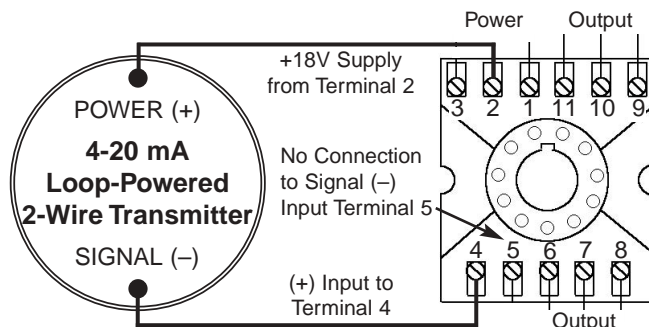 Power Output
+18V Supply
from Terminal 2
3 2 1 11 10 9
POWER (+)
4-20 mA
Loop-Powered
2-Wire Transmitter
SIGNAL (–)
No Connection
to Signal (–)
Input Terminal 5
4 5 6 7 8
(+) Input to
Terminal 4
Output